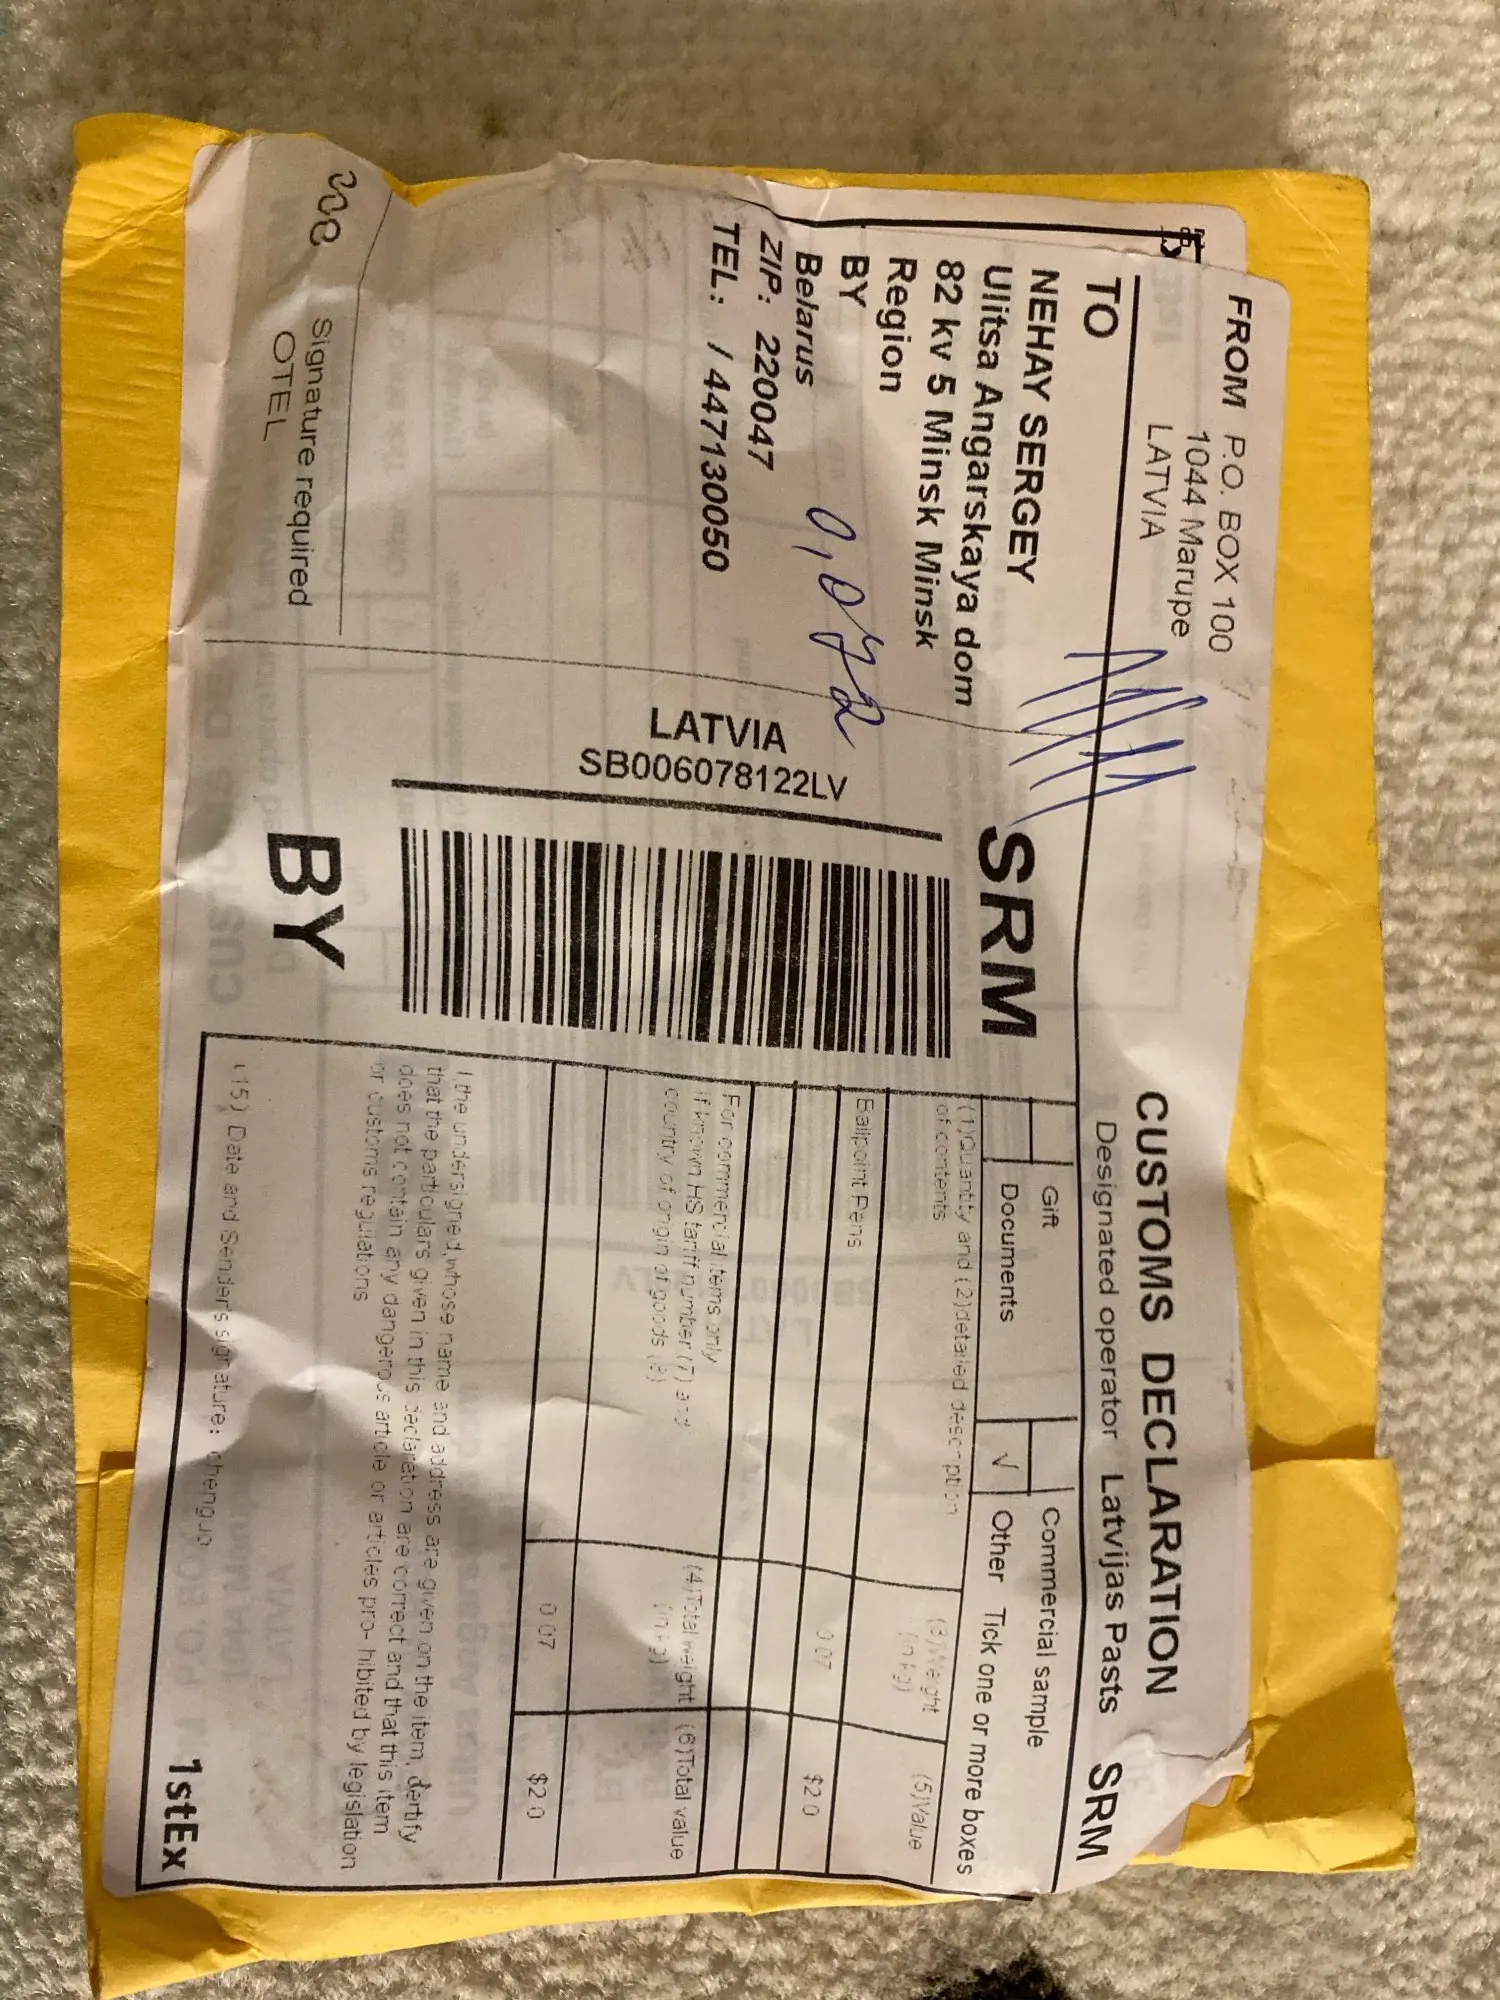 FROM P.O. BOX 100
1044 Marupe
LATVIA
TO
NEHAY SERGEY
Ulitsa Angarskaya dom
82 kv 5 Minsk Minsk
Region
BY
Belarus
ZIP: 220047
TEL: / 447130050
0,072
Signature required
OTEL
SRM
LATVIA
SB006078122LV
BY
CUSTOMS DECLARATION
Designated operator Latvijas Pasts SRM
Gift
Commercial sample
Documents
√ Other Tick one or more boxes
(1)Quantity and (2)detailed description
of contents
(3)Weight
(in kg)
(5)Value
Ballpoint Pens
0.07
$2.0
For commercial items only
if known HS tariff number (7) and
country of origin of goods (8)
(4)Total weight
(in kg)
(6)Total value
0.07
$2.0
I the undersigned,whose name and address are given on the item, dertify
that the particulars given in this declaration are correct and that this item
does not contain any dangerous article or articles pro- hibited by legislation
or customs regulations
(15) Date and Sender's signature: chengjo
1stEx